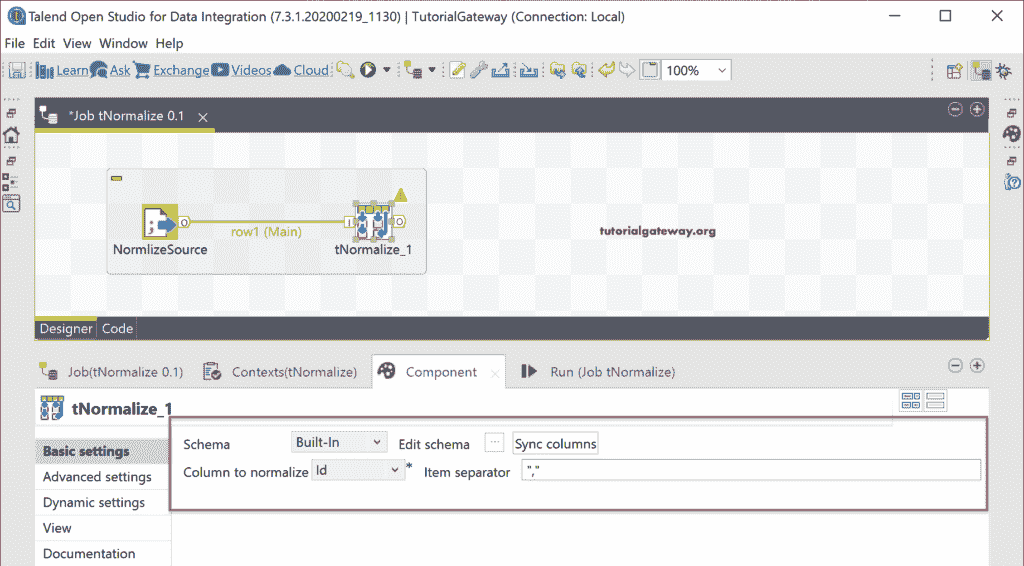 Talend Open Studio for Data Integration (7.3.1.20200219_1130) | TutorialGateway (Connection: Local)
File Edit View Window Help
Learn Ask Exchange Videos Cloud 100%
*Job tNormalize 0.1
row1 (Main)
NormlizeSource tNormalize_1
tutorialgateway.org
Designer Code
Job(tNormalize 0.1) Contexts(tNormalize) Component Run (Job tNormalize)
tNormalize_1
Schema Built-In Edit schema ... Sync columns
Basic settings
Column to normalize Id * Item separator ","
Advanced settings
Dynamic settings
View
Documentation